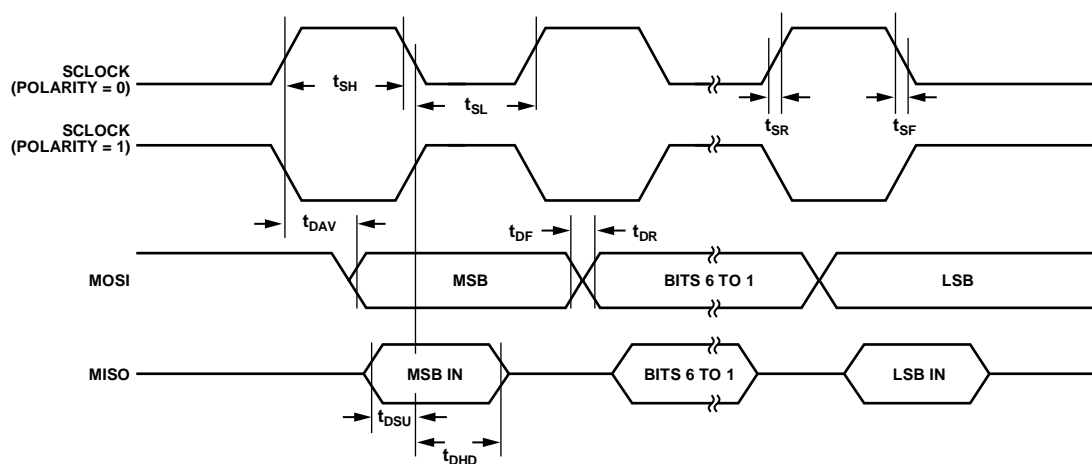 SCLOCK
(POLARITY = 0)
tSH
tSL
tSR
tSF
SCLOCK
(POLARITY = 1)
tDAV
tDF
tDR
MOSI
MSB
BITS 6 TO 1
LSB
MISO
MSB IN
BITS 6 TO 1
LSB IN
tDSU
tDHD